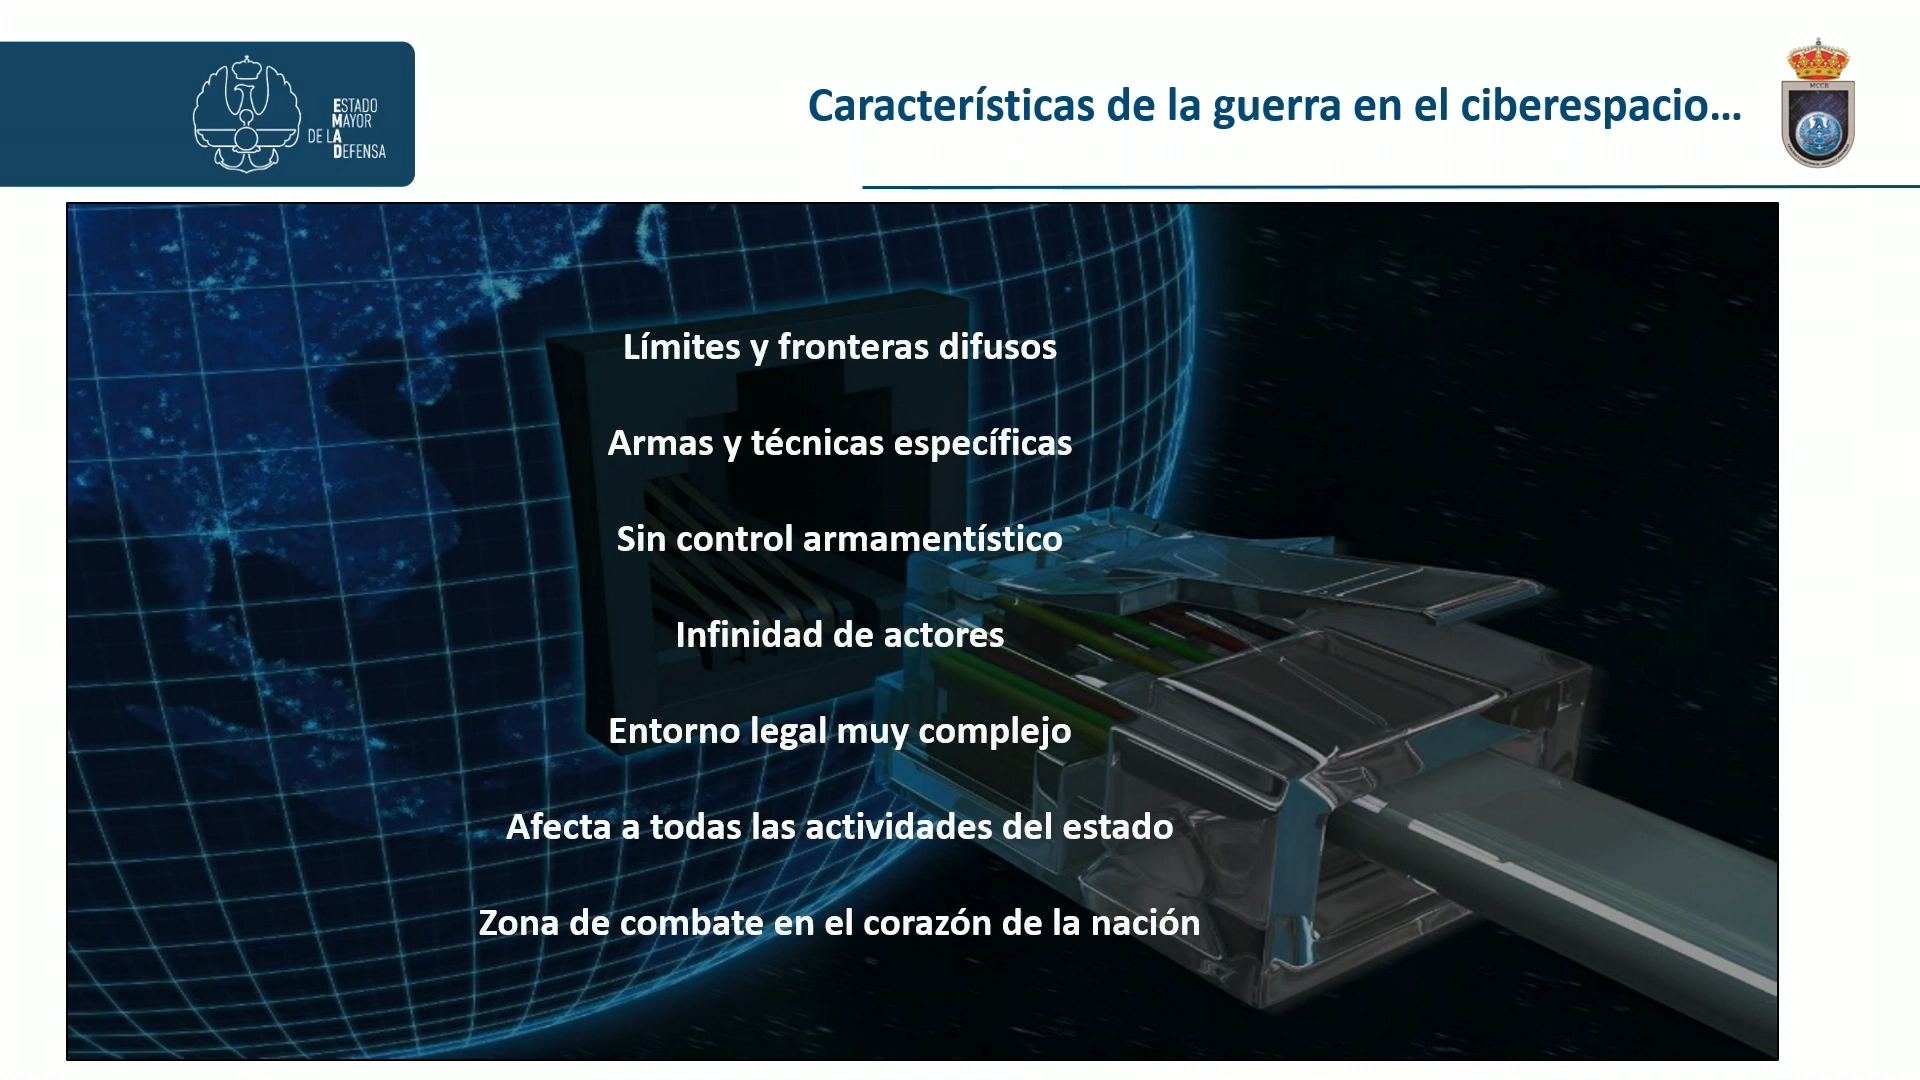 ESTADO
MAYOR
DE LA
DEFENSA
Características de la guerra en el ciberespacio...
MCCE
Límites y fronteras difusos
Armas y técnicas específicas
Sin control armamentístico
Infinidad de actores
Entorno legal muy complejo
Afecta a todas las actividades del estado
Zona de combate en el corazón de la nación